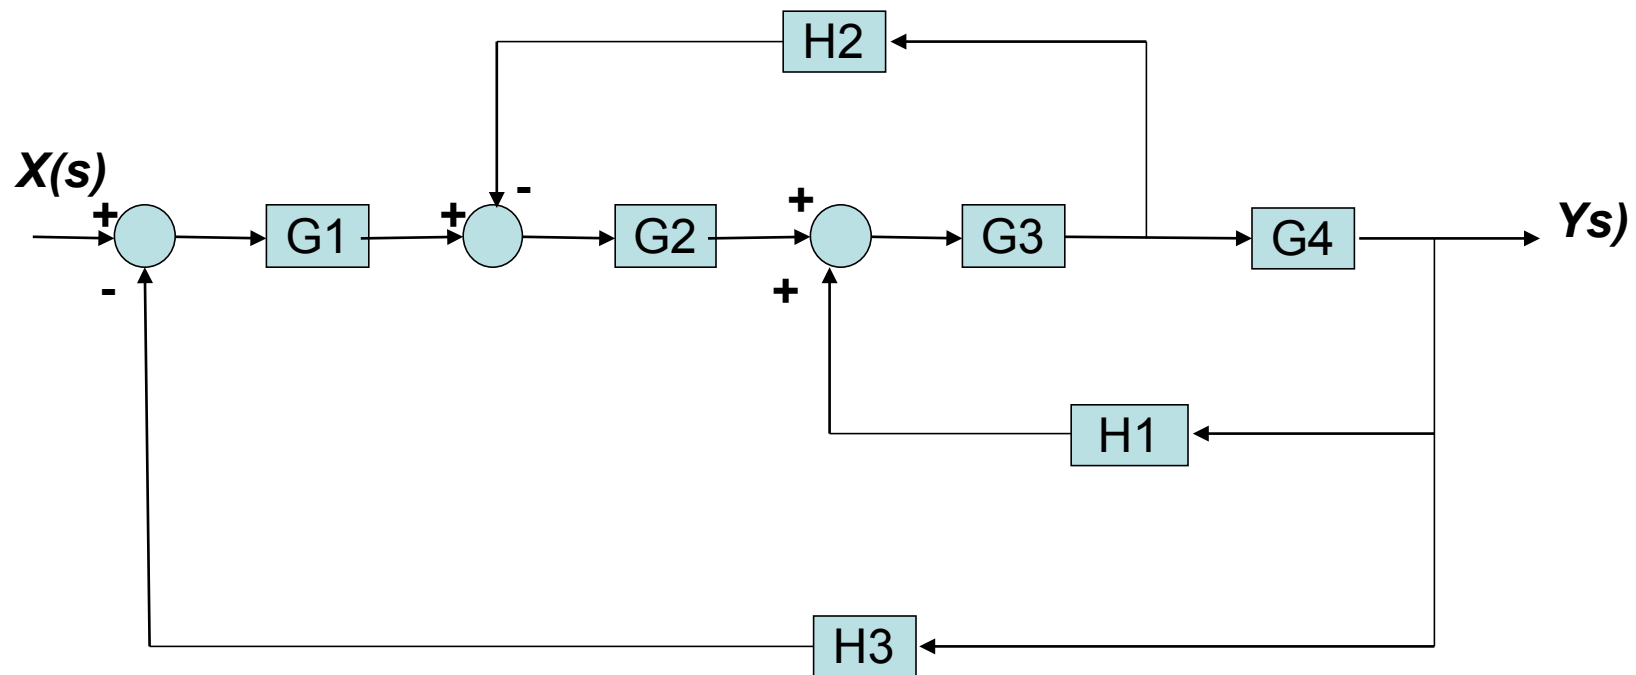 H2
X(s)
+ G1 + - G2 + G3 G4 Ys)
- +
H1
H3